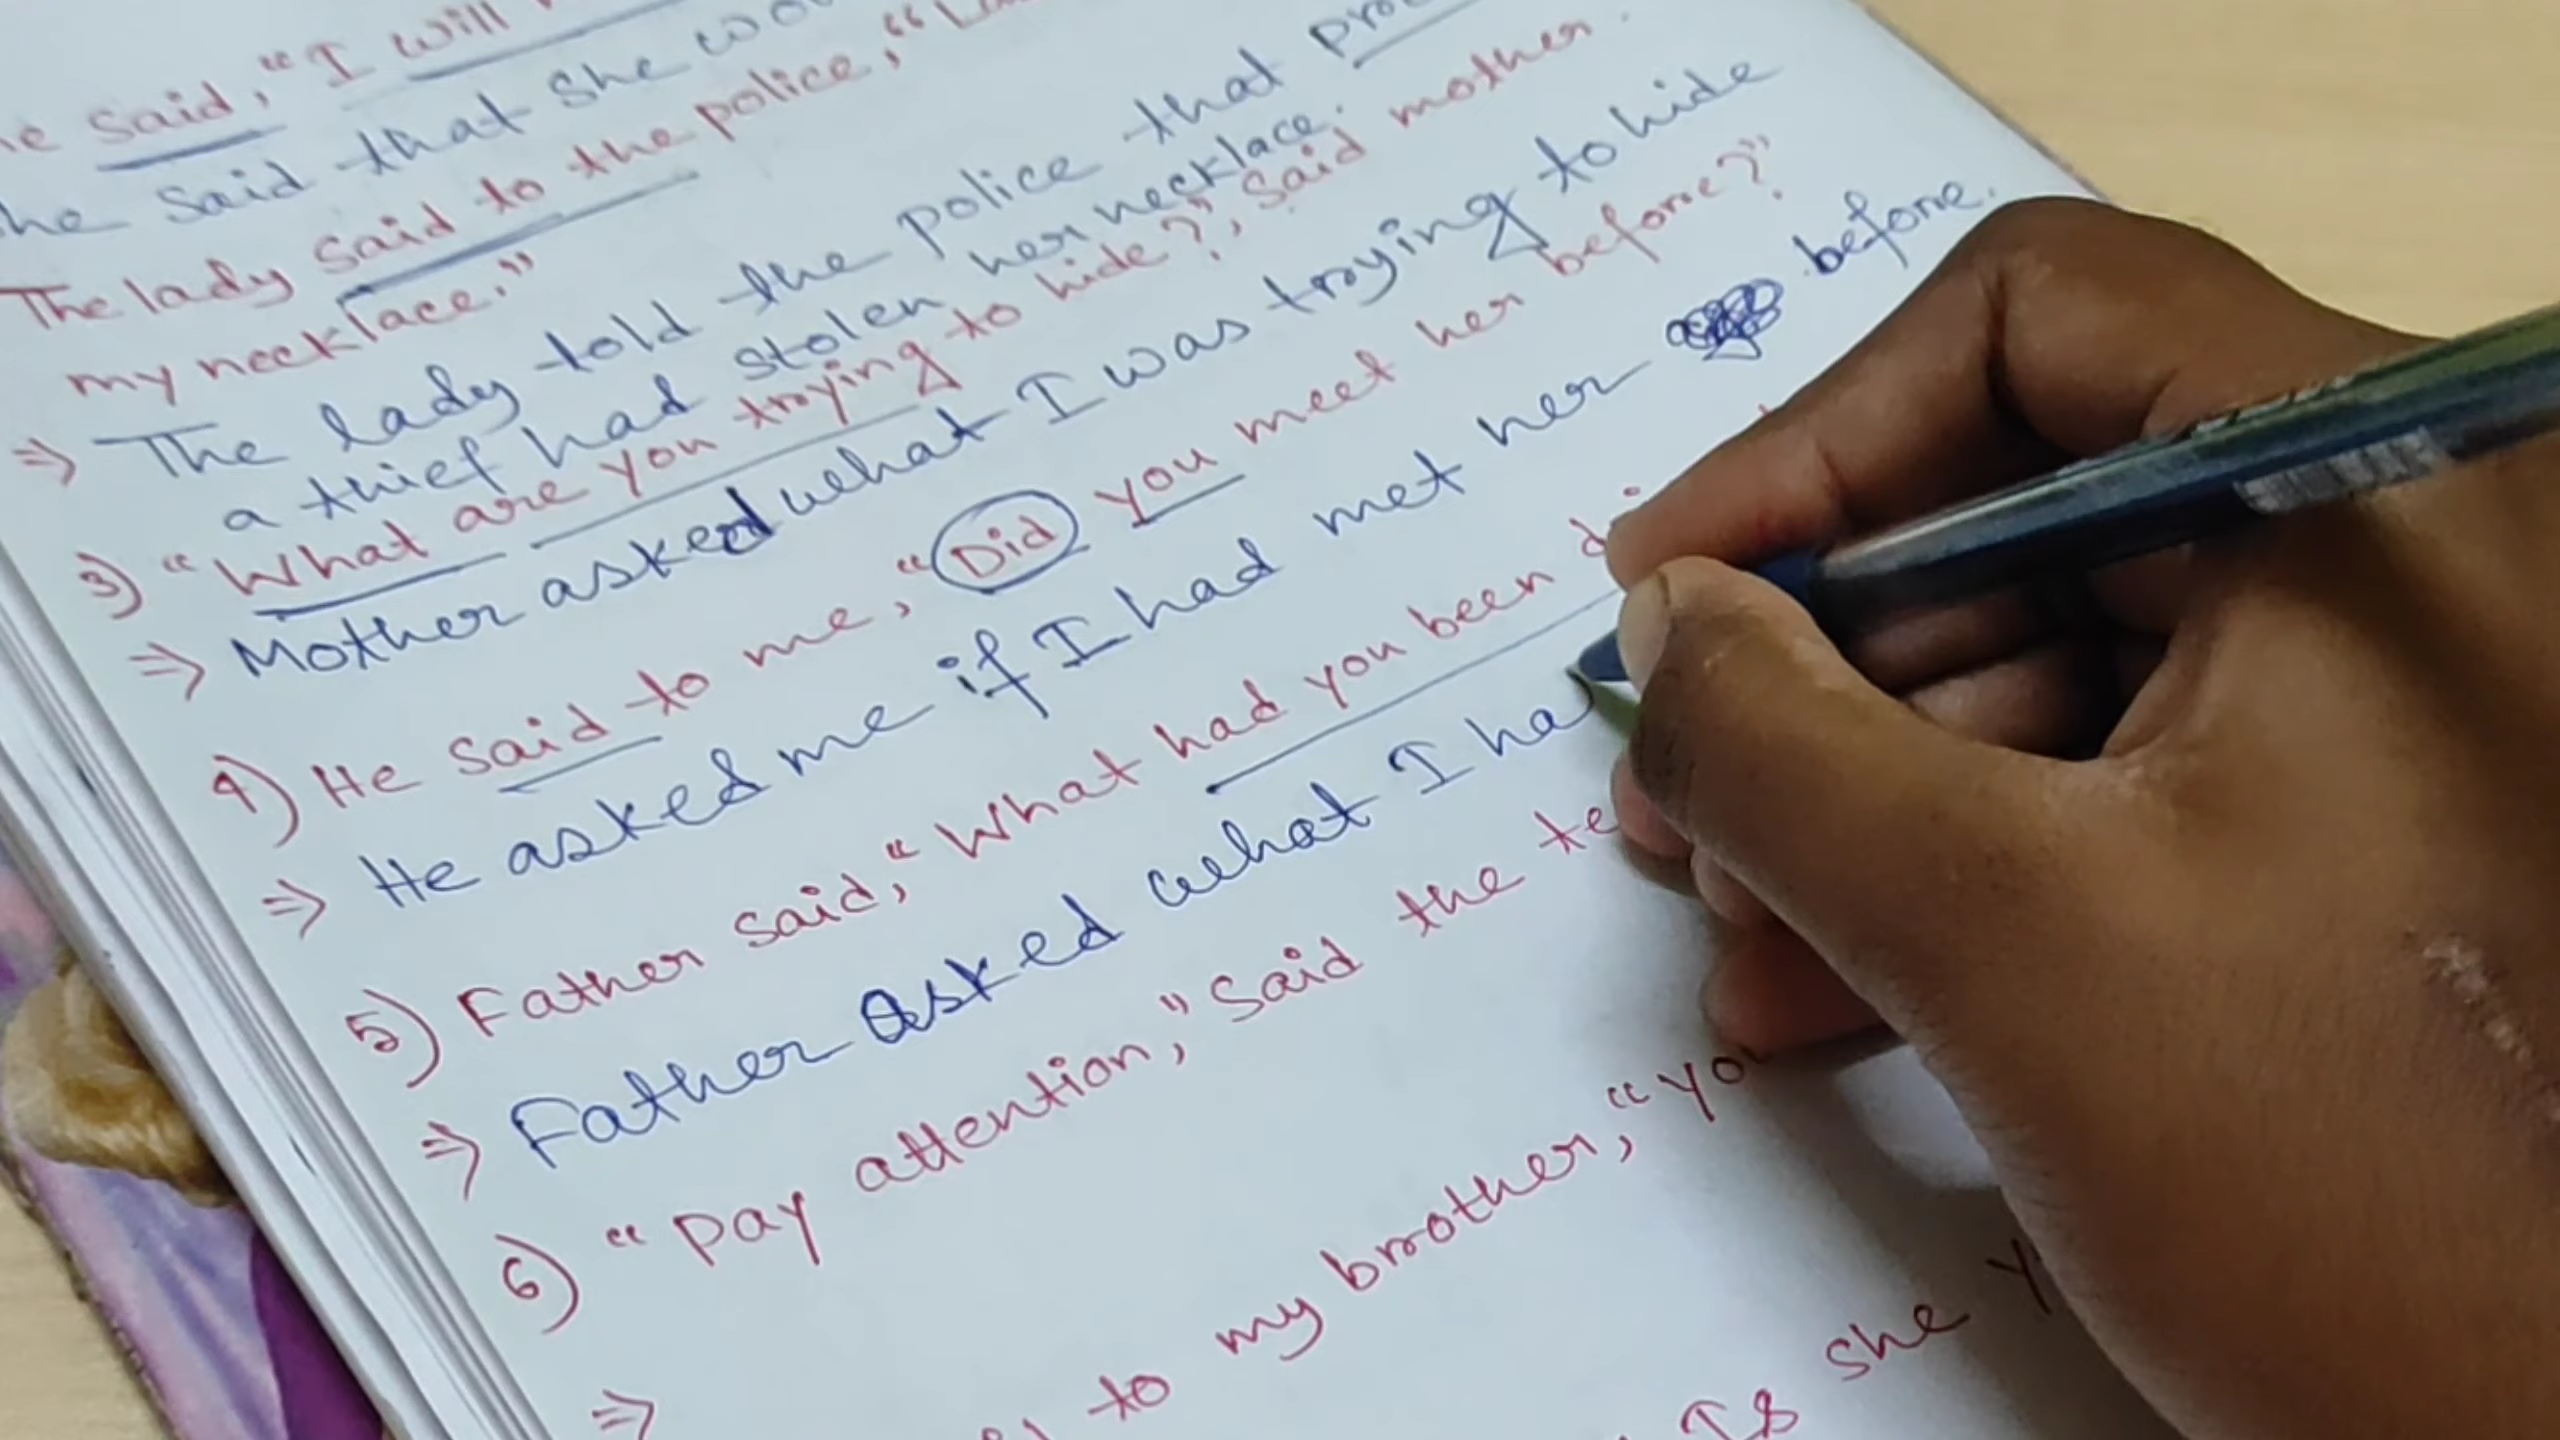 he said, "I will
he said that she wou
The lady said to the police, "
my necklace."
⇒ The lady told the police that
a thief had stolen her necklace.
3) "What are you trying to hide?", said mother.
⇒ Mother asked what I was trying to hide
4) He said to me, "Did you meet her before?"
⇒ He asked me if I had met her before.
5) Father said, "What had you been
⇒ Father asked what I ha
6) "Pay attention," said the te
⇒
to my brother, "yo
Is she y